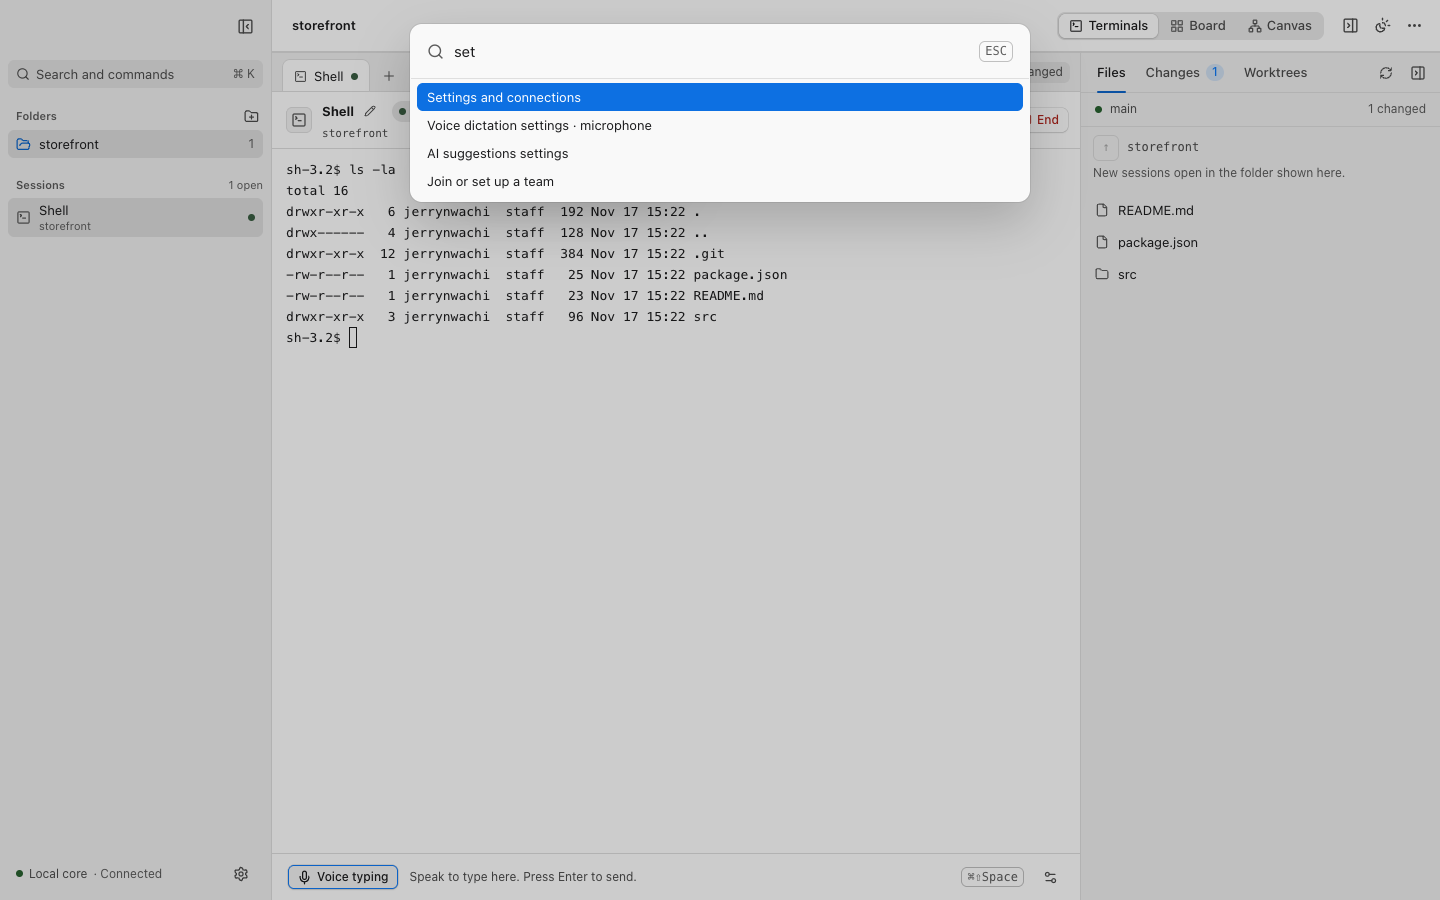 storefront
Terminals
Board
Canvas
set
ESC
Settings and connections
Voice dictation settings · microphone
AI suggestions settings
Join or set up a team
Search and commands
⌘ K
Folders
storefront
1
Sessions
1 open
Shell
storefront
Local core · Connected
Shell
Shell
storefront
End
sh-3.2$ ls -la
total 16
drwxr-xr-x   6 jerrynwachi  staff  192 Nov 17 15:22 .
drwx------   4 jerrynwachi  staff  128 Nov 17 15:22 ..
drwxr-xr-x  12 jerrynwachi  staff  384 Nov 17 15:22 .git
-rw-r--r--   1 jerrynwachi  staff   25 Nov 17 15:22 package.json
-rw-r--r--   1 jerrynwachi  staff   23 Nov 17 15:22 README.md
drwxr-xr-x   3 jerrynwachi  staff   96 Nov 17 15:22 src
sh-3.2$
Voice typing
Speak to type here. Press Enter to send.
⌘⇧Space
Files
Changes 1
Worktrees
main
1 changed
↑ storefront
New sessions open in the folder shown here.
README.md
package.json
src